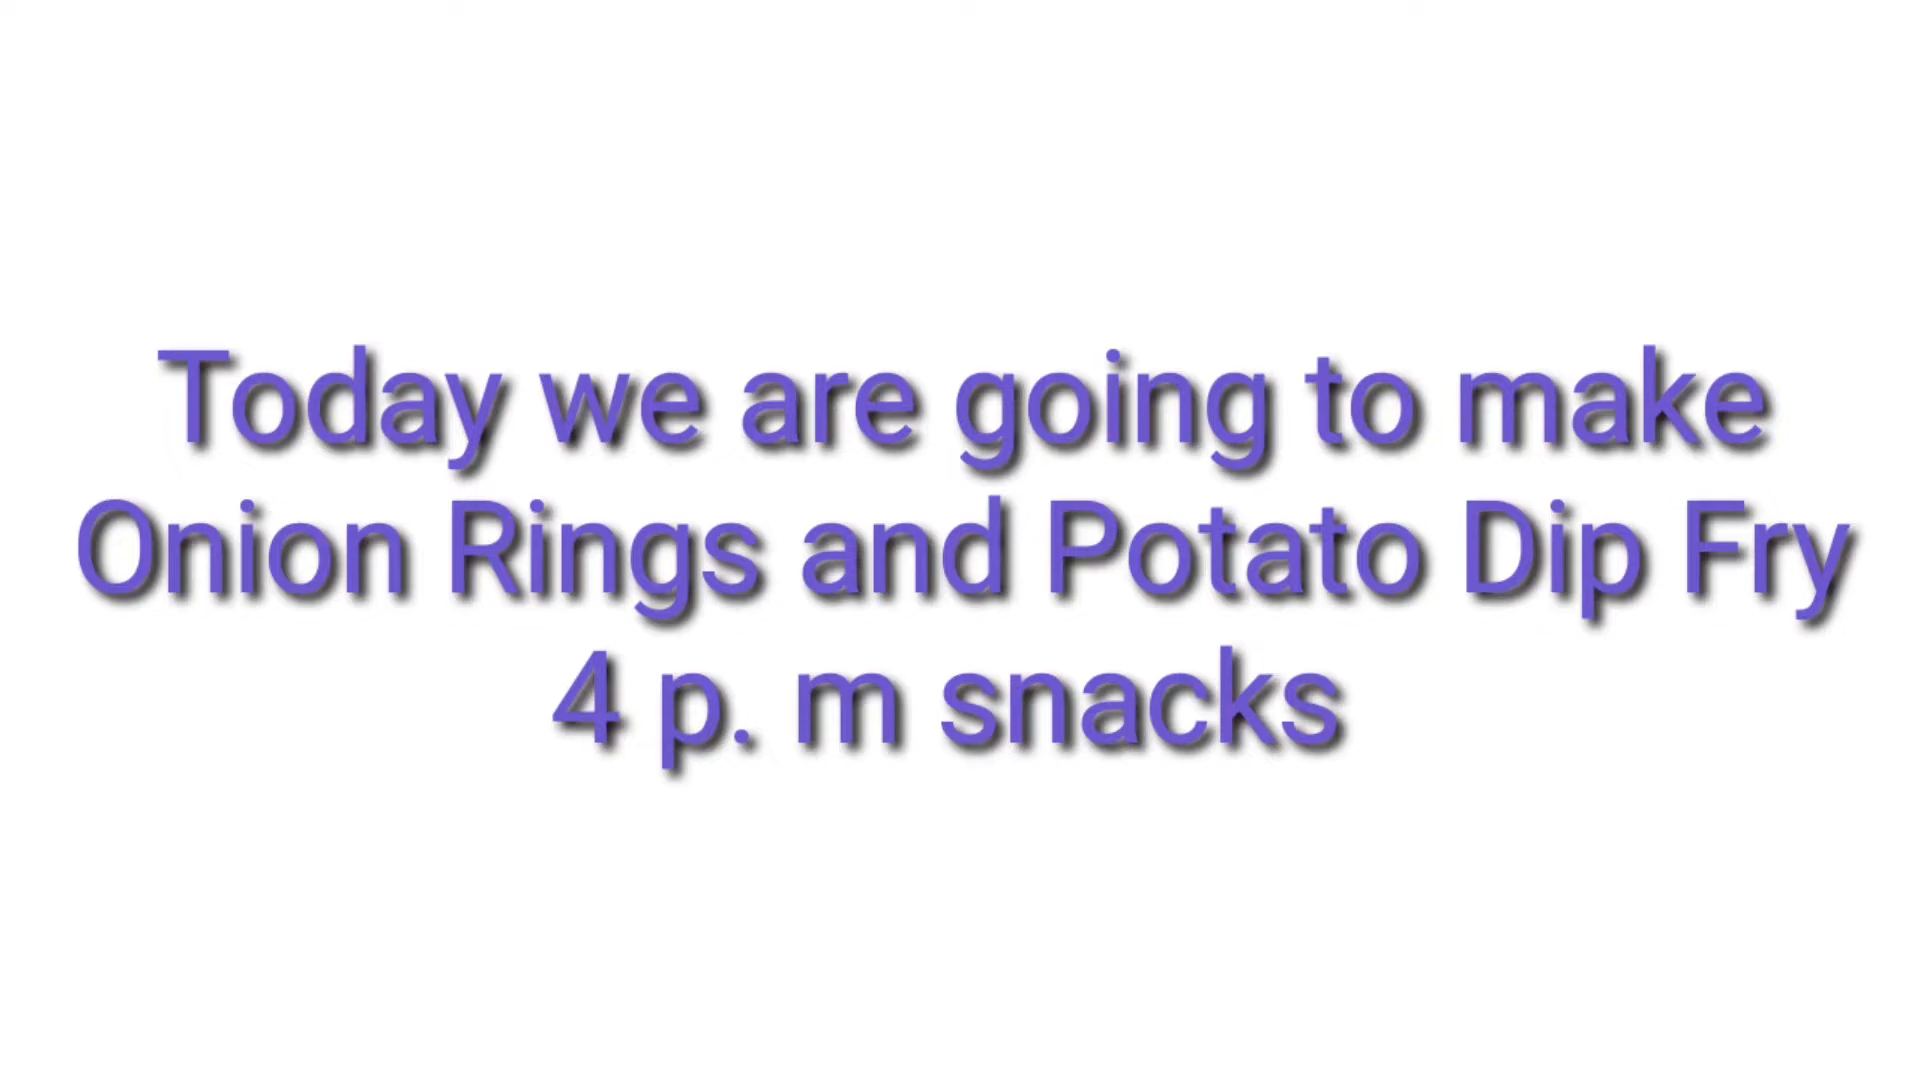 Today we are going to make
Onion Rings and Potato Dip Fry
4 p. m snacks